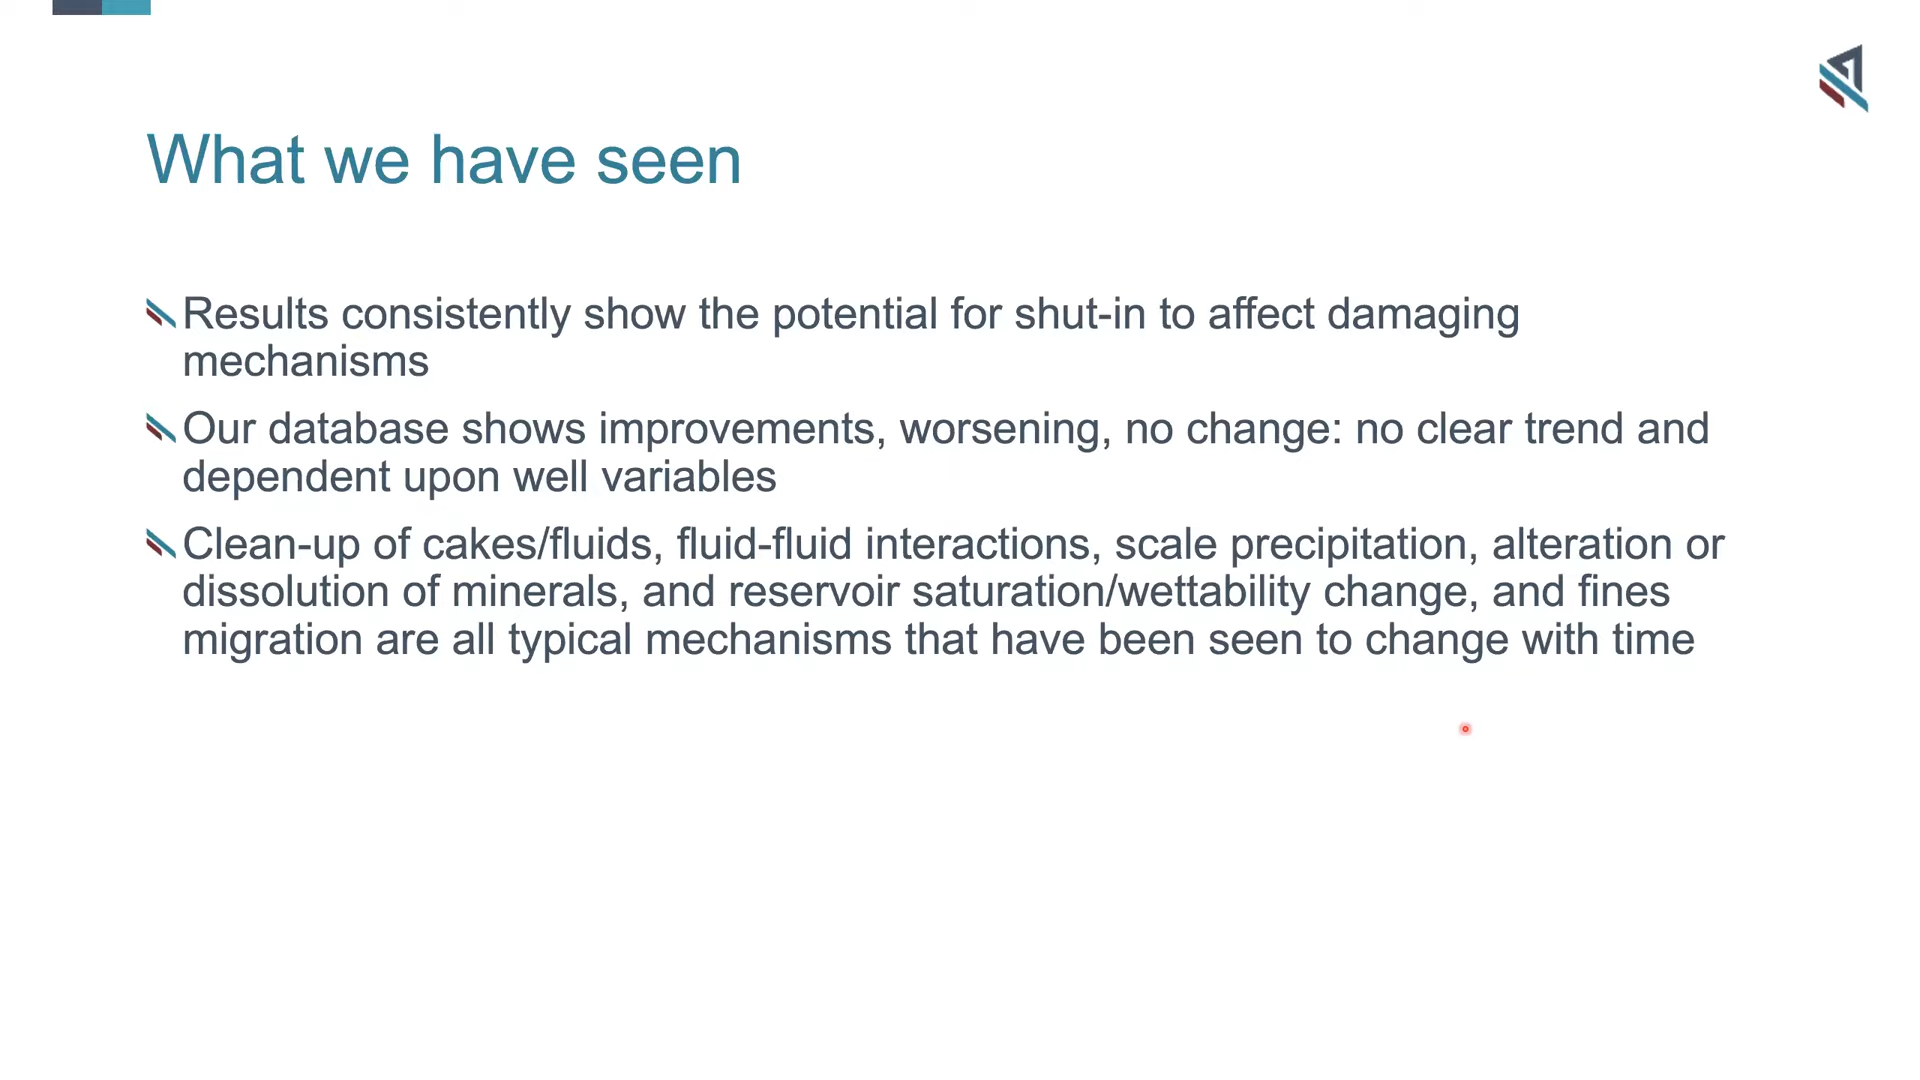 What we have seen
Results consistently show the potential for shut-in to affect damaging
mechanisms
Our database shows improvements, worsening, no change: no clear trend and
dependent upon well variables
Clean-up of cakes/fluids, fluid-fluid interactions, scale precipitation, alteration or
dissolution of minerals, and reservoir saturation/wettability change, and fines
migration are all typical mechanisms that have been seen to change with time